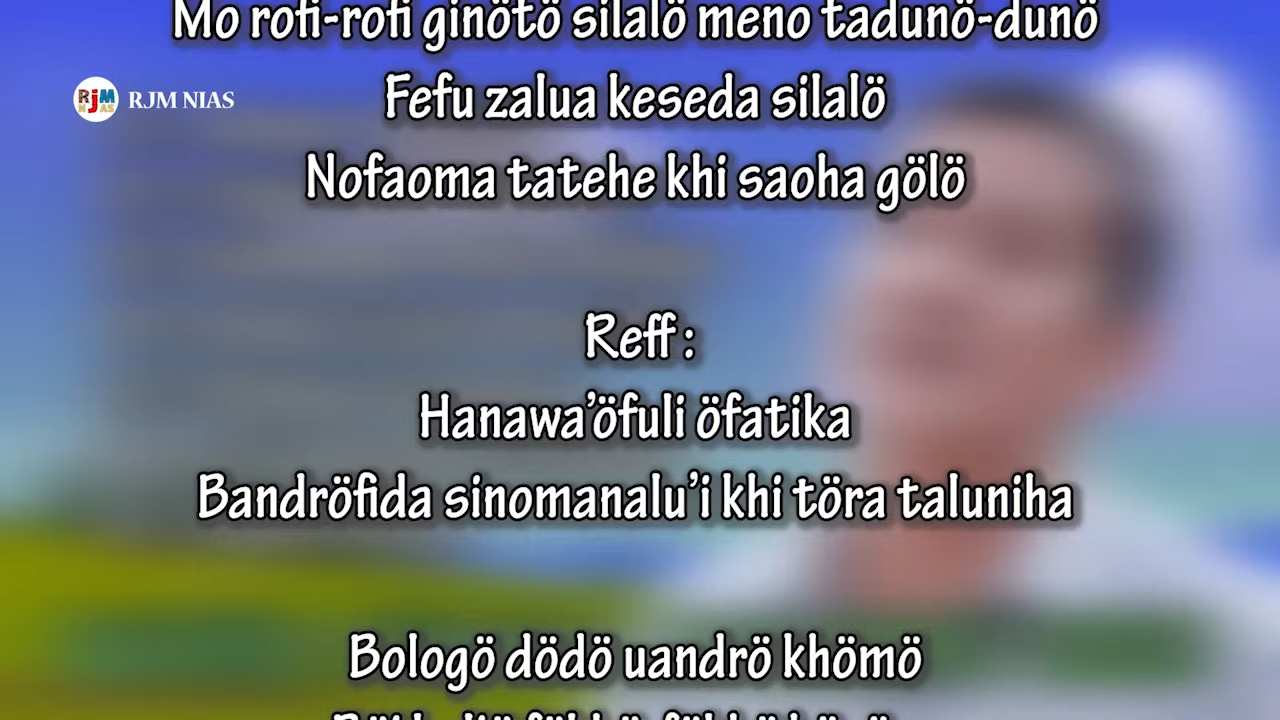 Mo rofi-rofi ginötö silalö meno tadunö-dunö
RJM NIAS
Fefu zalua keseda silalö
Nofaoma tatehe khi saoha gölö
Reff :
Hanawa’öfuli öfatika
Bandröfida sinomanalu’i khi töra taluniha
Bologö dödö uandrö khömö